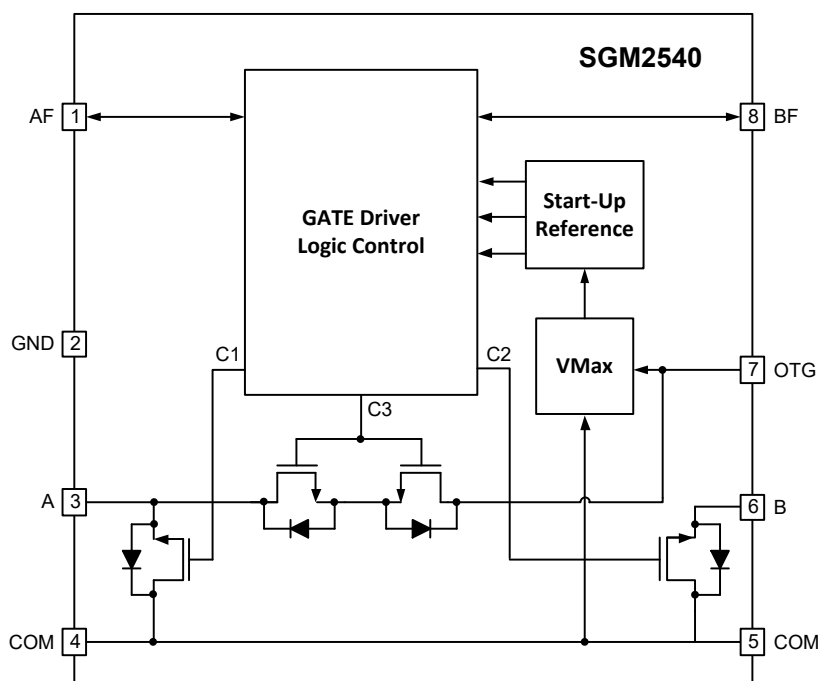 SGM2540
AF 1
8 BF
GATE Driver
Logic Control
Start-Up
Reference
GND 2
C1
C2
VMax
7 OTG
C3
A 3
6 B
COM 4
5 COM